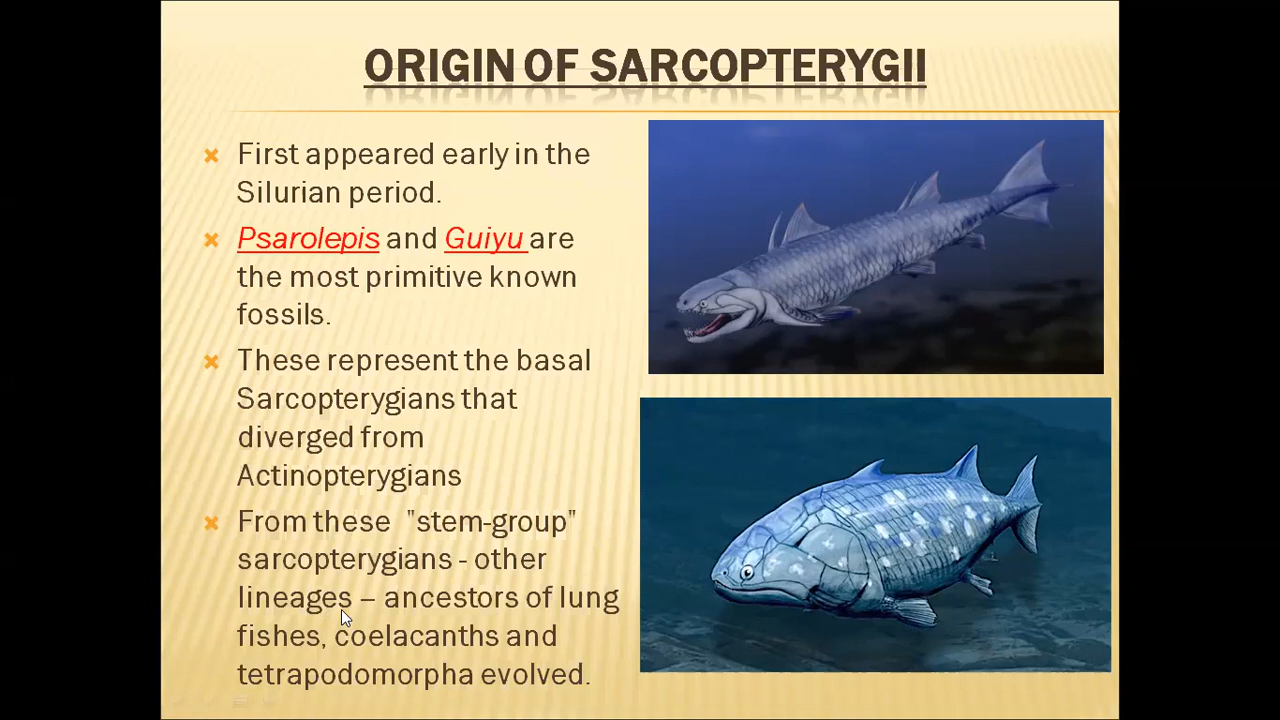 ORIGIN OF SARCOPTERYGII
First appeared early in the
Silurian period.
Psarolepis and Guiyu are
the most primitive known
fossils.
These represent the basal
Sarcopterygians that
diverged from
Actinopterygians
From these "stem-group"
sarcopterygians - other
lineages – ancestors of lung
fishes, coelacanths and
tetrapodomorpha evolved.